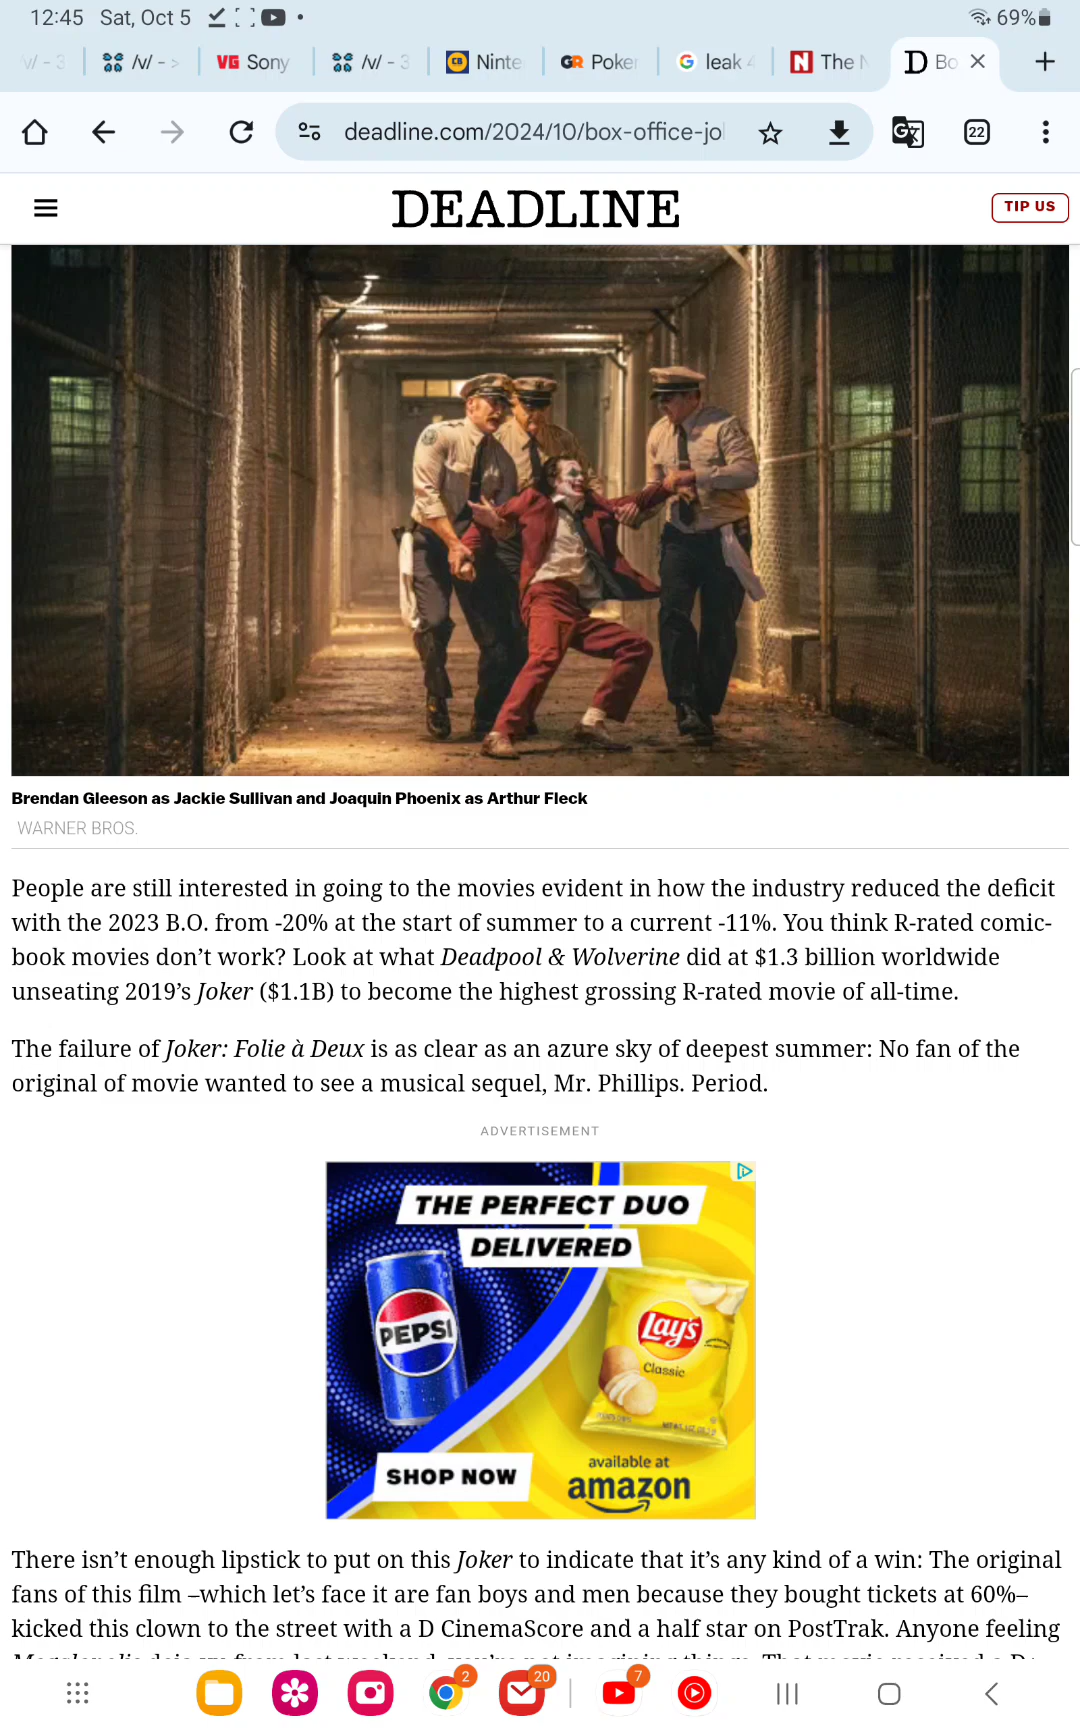 12:45 Sat, Oct 5
69%
/v/ - 3
/v/ - >
VG Sony
/v/ - 3
CB Ninte
GR Poke
leak
N The
D Bo
deadline.com/2024/10/box-office-jo
22
DEADLINE
TIP US
Brendan Gleeson as Jackie Sullivan and Joaquin Phoenix as Arthur Fleck
WARNER BROS.
People are still interested in going to the movies evident in how the industry reduced the deficit
with the 2023 B.O. from -20% at the start of summer to a current -11%. You think R-rated comic-
book movies don’t work? Look at what Deadpool & Wolverine did at $1.3 billion worldwide
unseating 2019’s Joker ($1.1B) to become the highest grossing R-rated movie of all-time.
The failure of Joker: Folie à Deux is as clear as an azure sky of deepest summer: No fan of the
original of movie wanted to see a musical sequel, Mr. Phillips. Period.
ADVERTISEMENT
THE PERFECT DUO
DELIVERED
PEPSI
Lay's
Classic
SHOP NOW
available at
amazon
There isn’t enough lipstick to put on this Joker to indicate that it’s any kind of a win: The original
fans of this film –which let’s face it are fan boys and men because they bought tickets at 60%–
kicked this clown to the street with a D CinemaScore and a half star on PostTrak. Anyone feeling
2
20
7